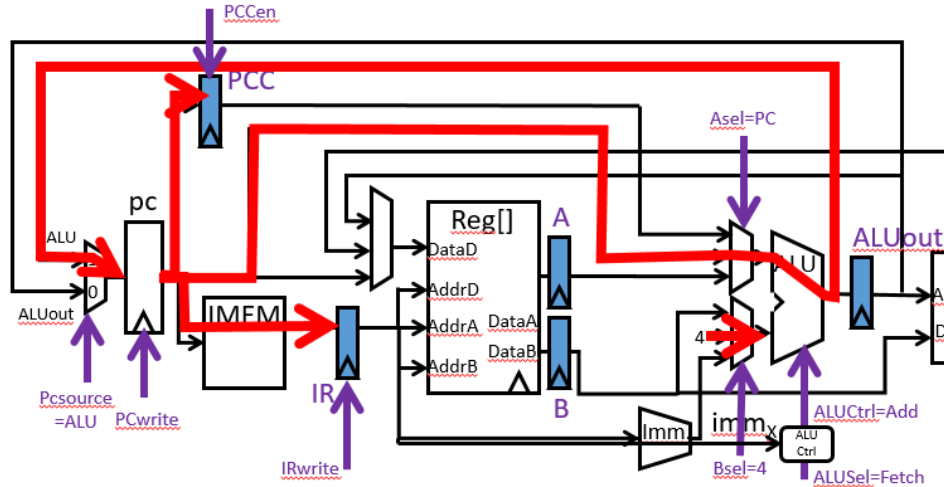 PCCen
PCC
Asel=PC
pc
Reg[]
A
ALU
ALU
ALUout
DataD
0
IMEM
AddrD
ALUout
AddrA
DataA
4
AddrB
DataB
IR
B
Pcsource
=ALU
PCwrite
imm_x
ALUCtrl=Add
Imm
ALU
Ctrl
IRwrite
Bsel=4
ALUSel=Fetch